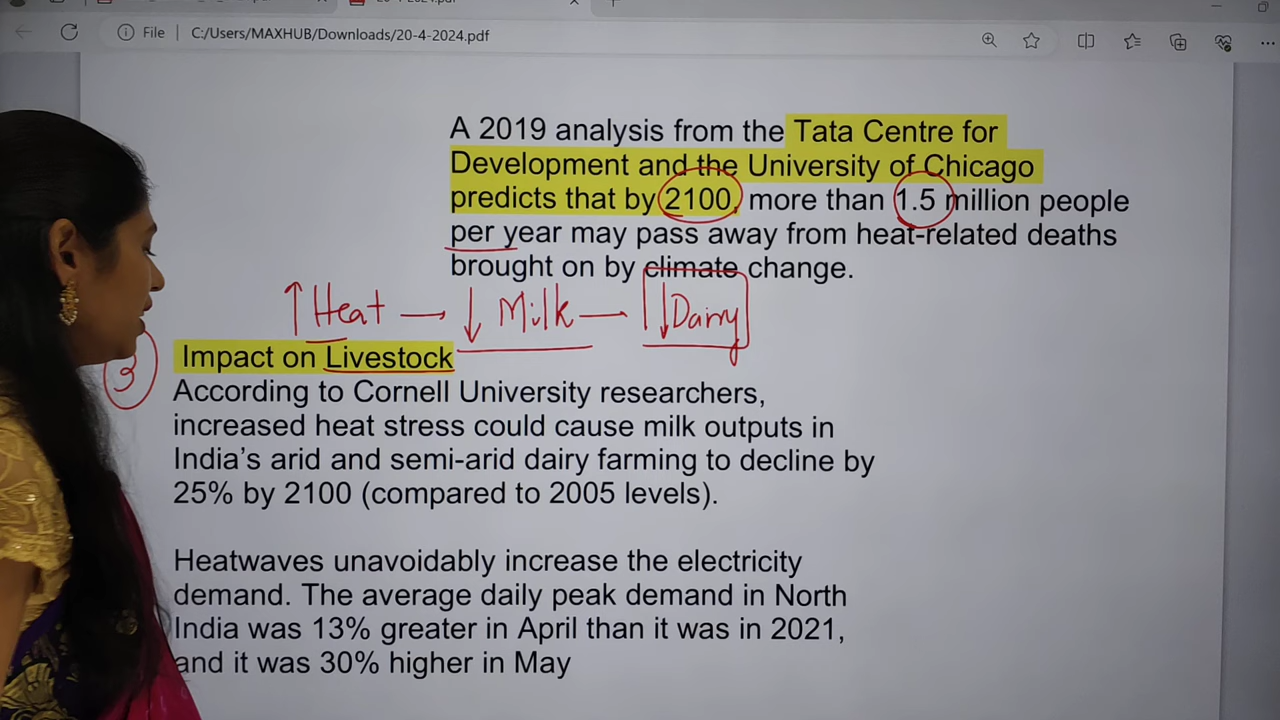 20-4-2024.pdf
File | C:/Users/MAXHUB/Downloads/20-4-2024.pdf
A 2019 analysis from the Tata Centre for
Development and the University of Chicago
predicts that by 2100, more than 1.5 million people
per year may pass away from heat-related deaths
brought on by climate change.
↑ Heat → ↓ Milk → ↓ Dairy
3
Impact on Livestock
According to Cornell University researchers,
increased heat stress could cause milk outputs in
India’s arid and semi-arid dairy farming to decline by
25% by 2100 (compared to 2005 levels).
Heatwaves unavoidably increase the electricity
demand. The average daily peak demand in North
India was 13% greater in April than it was in 2021,
and it was 30% higher in May